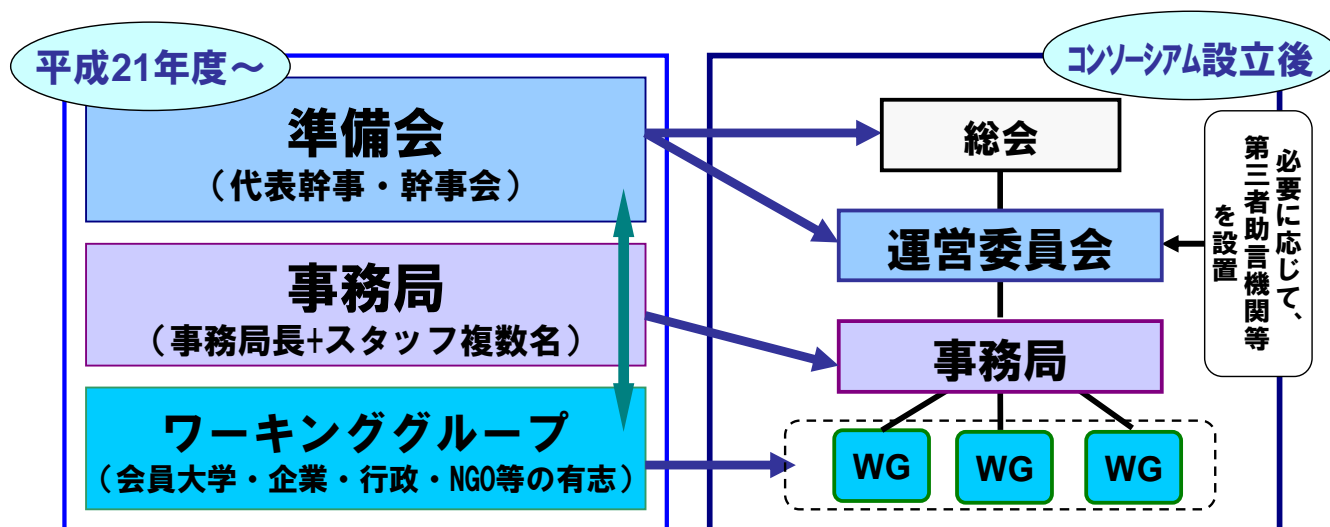 平成21年度～
準備会
（代表幹事・幹事会）
事務局
（事務局長+スタッフ複数名）
ワーキンググループ
（会員大学・企業・行政・NGO等の有志）
コンソーシアム設立後
総会
運営委員会
事務局
WG
WG
WG
必要に応じて、
第三者助言機関等
を設置